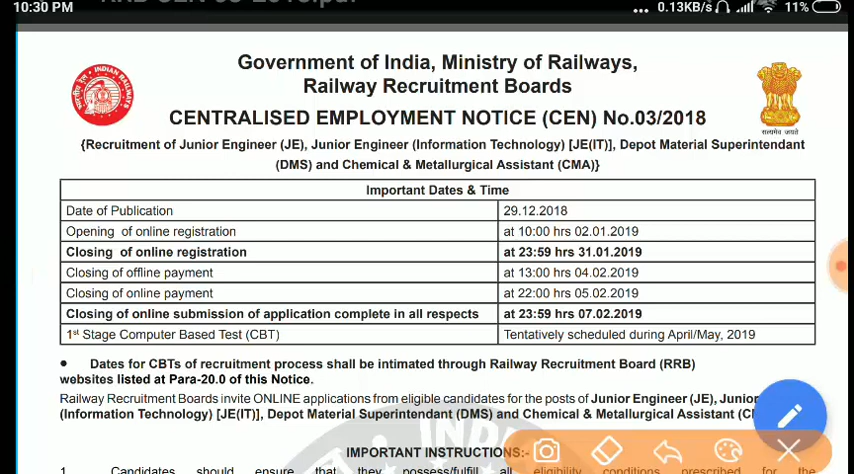 10:30 PM
... 0.13KB/s 11%
Government of India, Ministry of Railways,
Railway Recruitment Boards
CENTRALISED EMPLOYMENT NOTICE (CEN) No.03/2018
{Recruitment of Junior Engineer (JE), Junior Engineer (Information Technology) [JE(IT)], Depot Material Superintendant
(DMS) and Chemical & Metallurgical Assistant (CMA)}
INDIAN RAILWAYS
सत्यमेव जयते
Important Dates & Time
Date of Publication 29.12.2018
Opening of online registration at 10:00 hrs 02.01.2019
Closing of online registration at 23:59 hrs 31.01.2019
Closing of offline payment at 13:00 hrs 04.02.2019
Closing of online payment at 22:00 hrs 05.02.2019
Closing of online submission of application complete in all respects at 23:59 hrs 07.02.2019
1st Stage Computer Based Test (CBT) Tentatively scheduled during April/May, 2019
• Dates for CBTs of recruitment process shall be intimated through Railway Recruitment Board (RRB)
websites listed at Para-20.0 of this Notice.
Railway Recruitment Boards invite ONLINE applications from eligible candidates for the posts of Junior Engineer (JE), Junior
(Information Technology) [JE(IT)], Depot Material Superintendant (DMS) and Chemical & Metallurgical Assistant
IMPORTANT INSTRUCTIONS:-
1. Candidates should ensure that they possess/fulfill all eligibility conditions prescribed for the